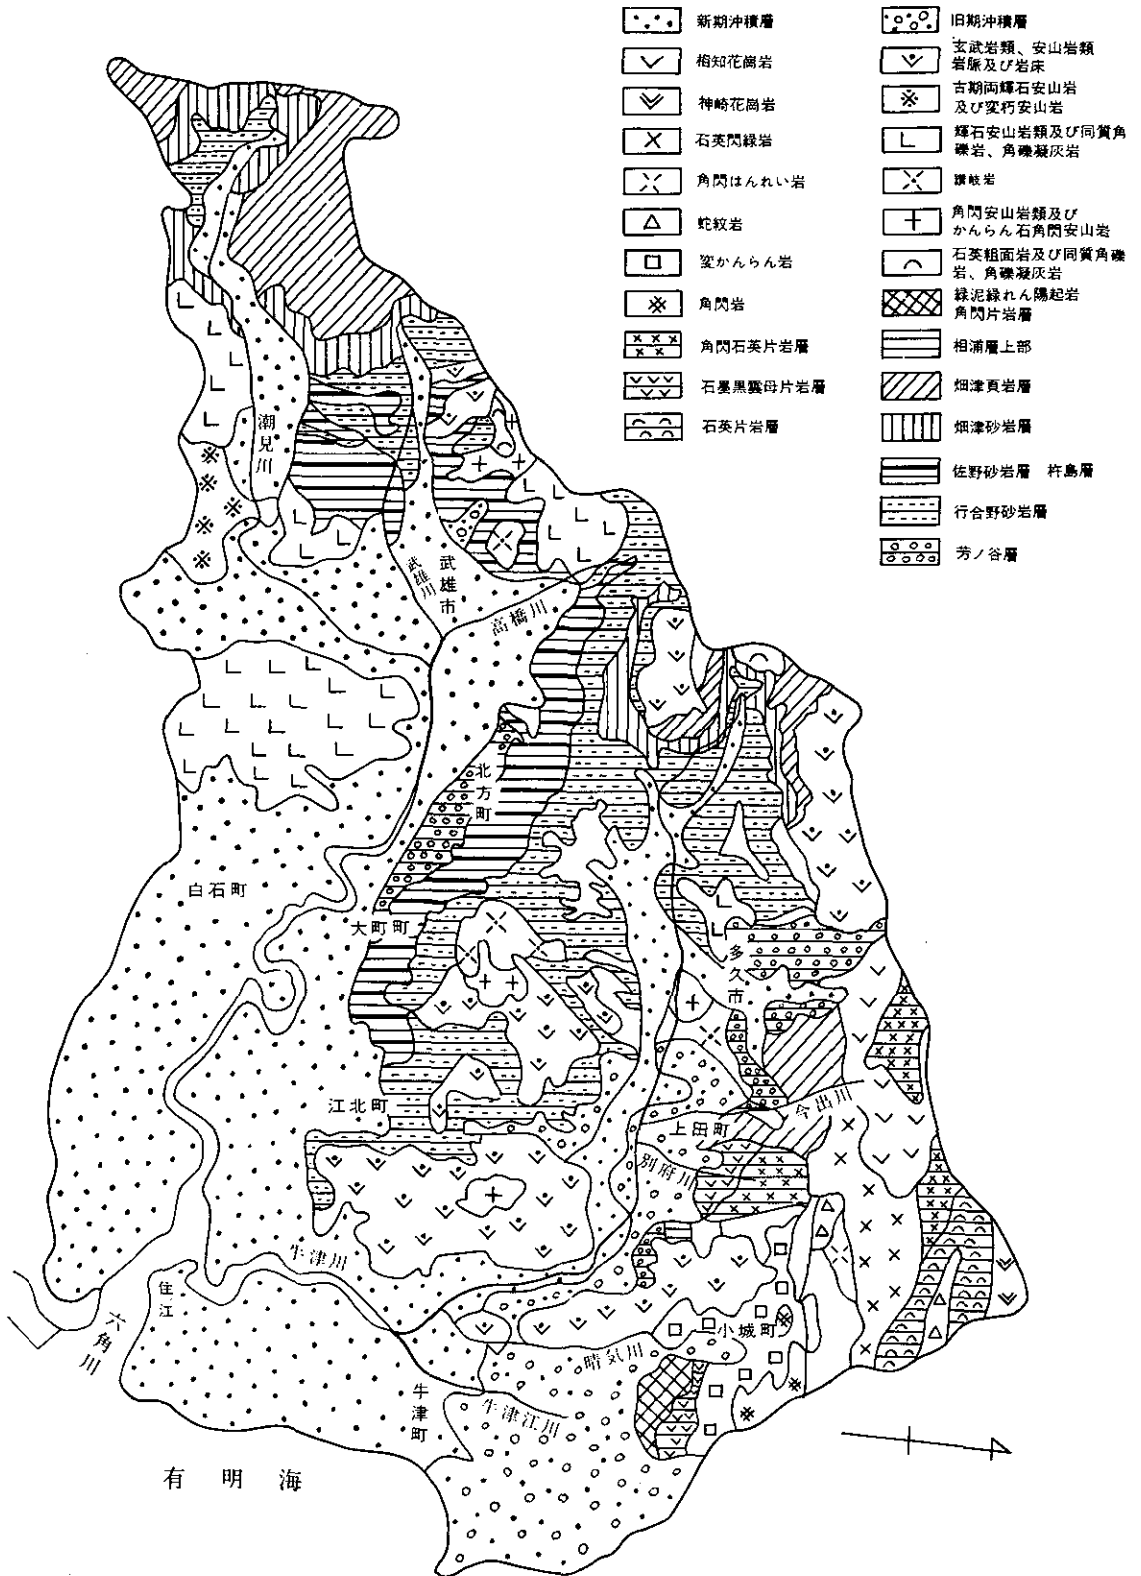 新期沖積層
相知花崗岩
神崎花崗岩
石英閃緑岩
角閃はんれい岩
蛇紋岩
変かんらん岩
角閃岩
角閃石英片岩層
石墨黒雲母片岩層
石英片岩層
旧期沖積層
玄武岩類、安山岩類
岩脈及び岩床
古期両輝石安山岩
及び変朽安山岩
輝石安山岩類及び同質角
礫岩、角礫凝灰岩
讃岐岩
角閃安山岩類及び
かんらん石角閃安山岩
石英粗面岩及び同質角礫
岩、角礫凝灰岩
緑泥緑れん陽起岩
角閃片岩層
相浦層上部
畑津頁岩層
畑津砂岩層
佐野砂岩層 杵島層
行合野砂岩層
芳ノ谷層
潮見川
武雄川
武雄市
高橋川
北方町
白石町
大町町
多久市
江北町
今出川
上田町
別府川
牛津川
住江
六角川
小城町
晴気川
牛津町
牛津江川
有明海